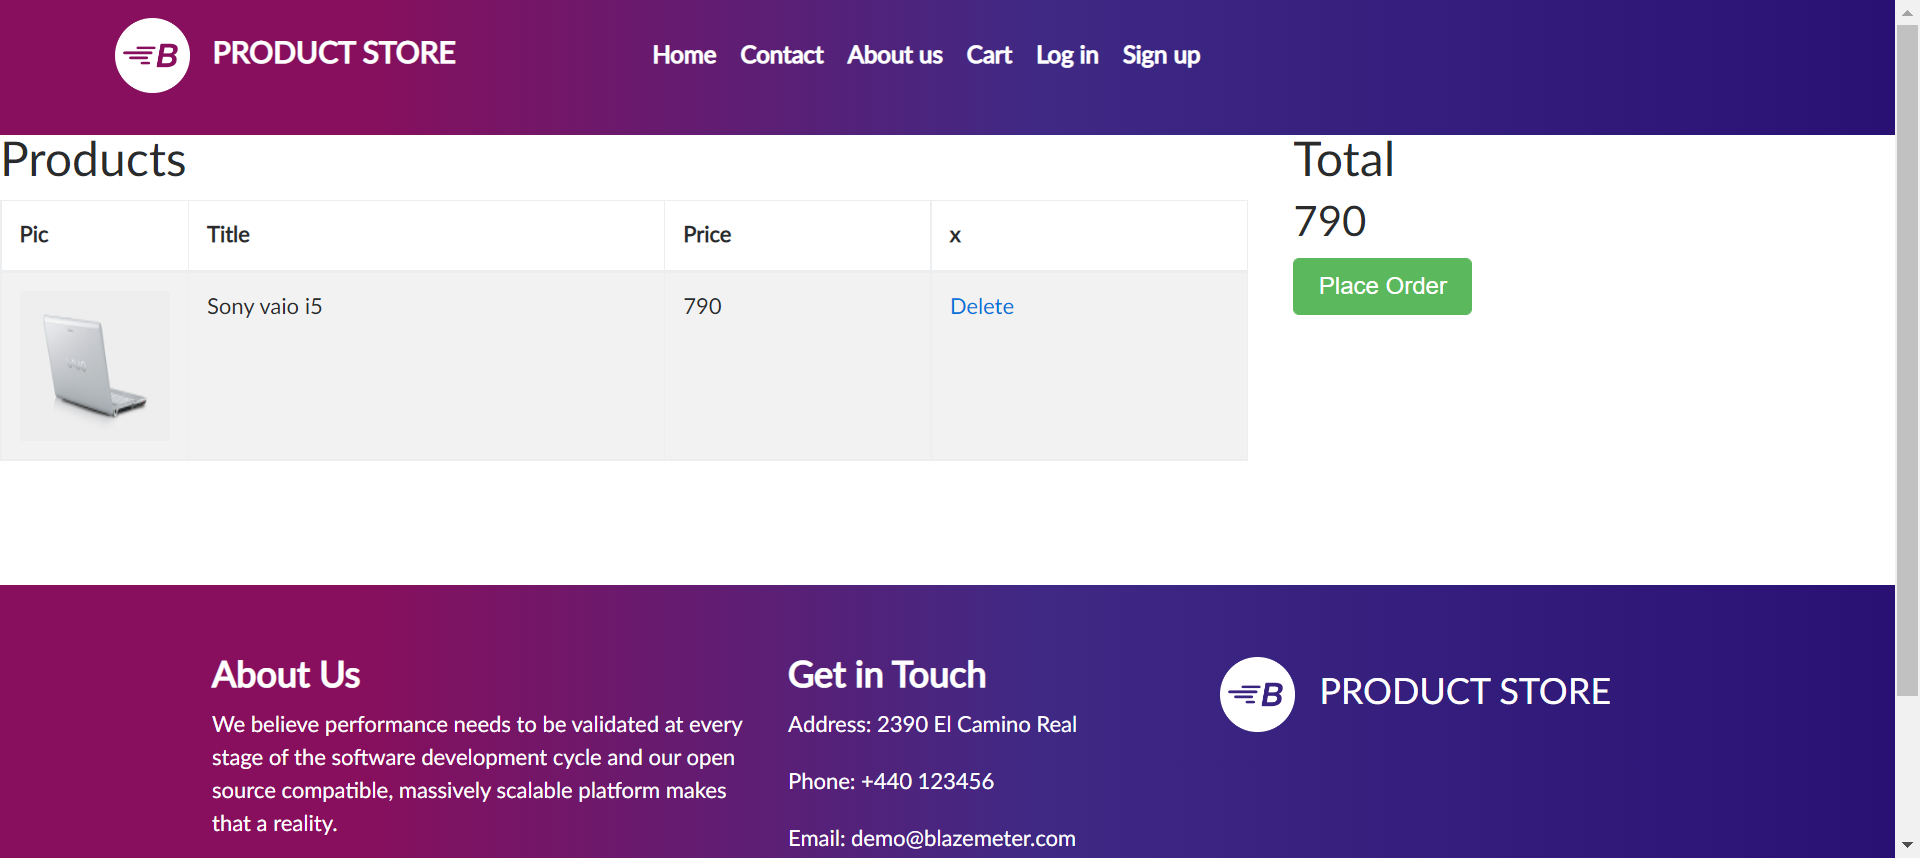 B PRODUCT STORE Home Contact About us Cart Log in Sign up
Products
Total
790
Place Order
Pic Title Price x
Sony vaio i5 790 Delete
VAIO
About Us
We believe performance needs to be validated at every
stage of the software development cycle and our open
source compatible, massively scalable platform makes
that a reality.
Get in Touch
Address: 2390 El Camino Real
Phone: +440 123456
Email: demo@blazemeter.com
B PRODUCT STORE